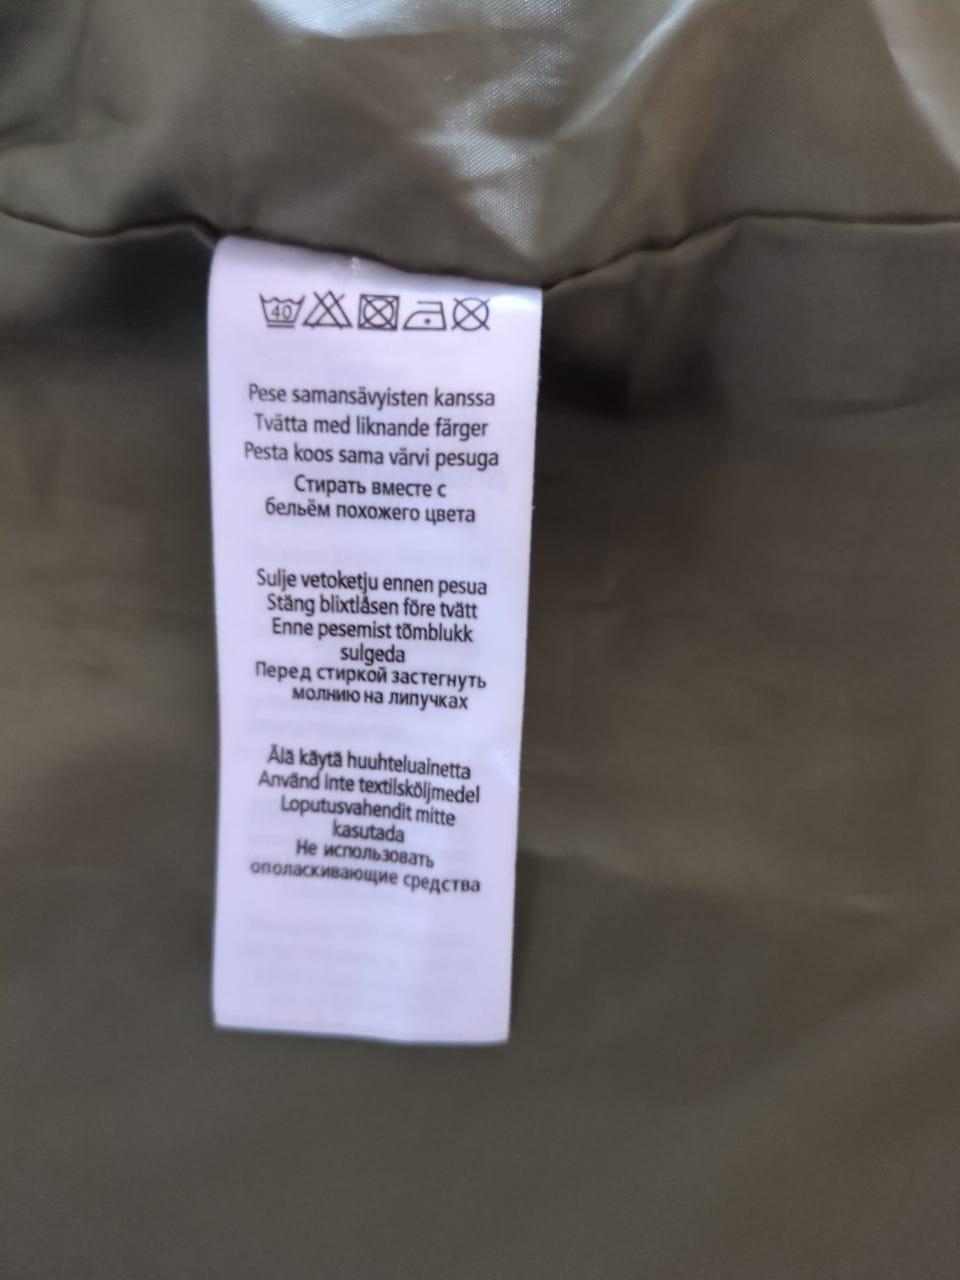 40
Pese samansävyisten kanssa
Tvätta med liknande färger
Pesta koos sama värvi pesuga
Стирать вместе с
бельём похожего цвета
Sulje vetoketju ennen pesua
Stäng blixtlåsen före tvätt
Enne pesemist tõmblukk
sulgeda
Перед стиркой застегнуть
молнию на липучках
Älä käytä huuhteluainetta
Använd inte textilsköljmedel
Loputusvahendit mitte
kasutada
Не использовать
ополаскивающие средства